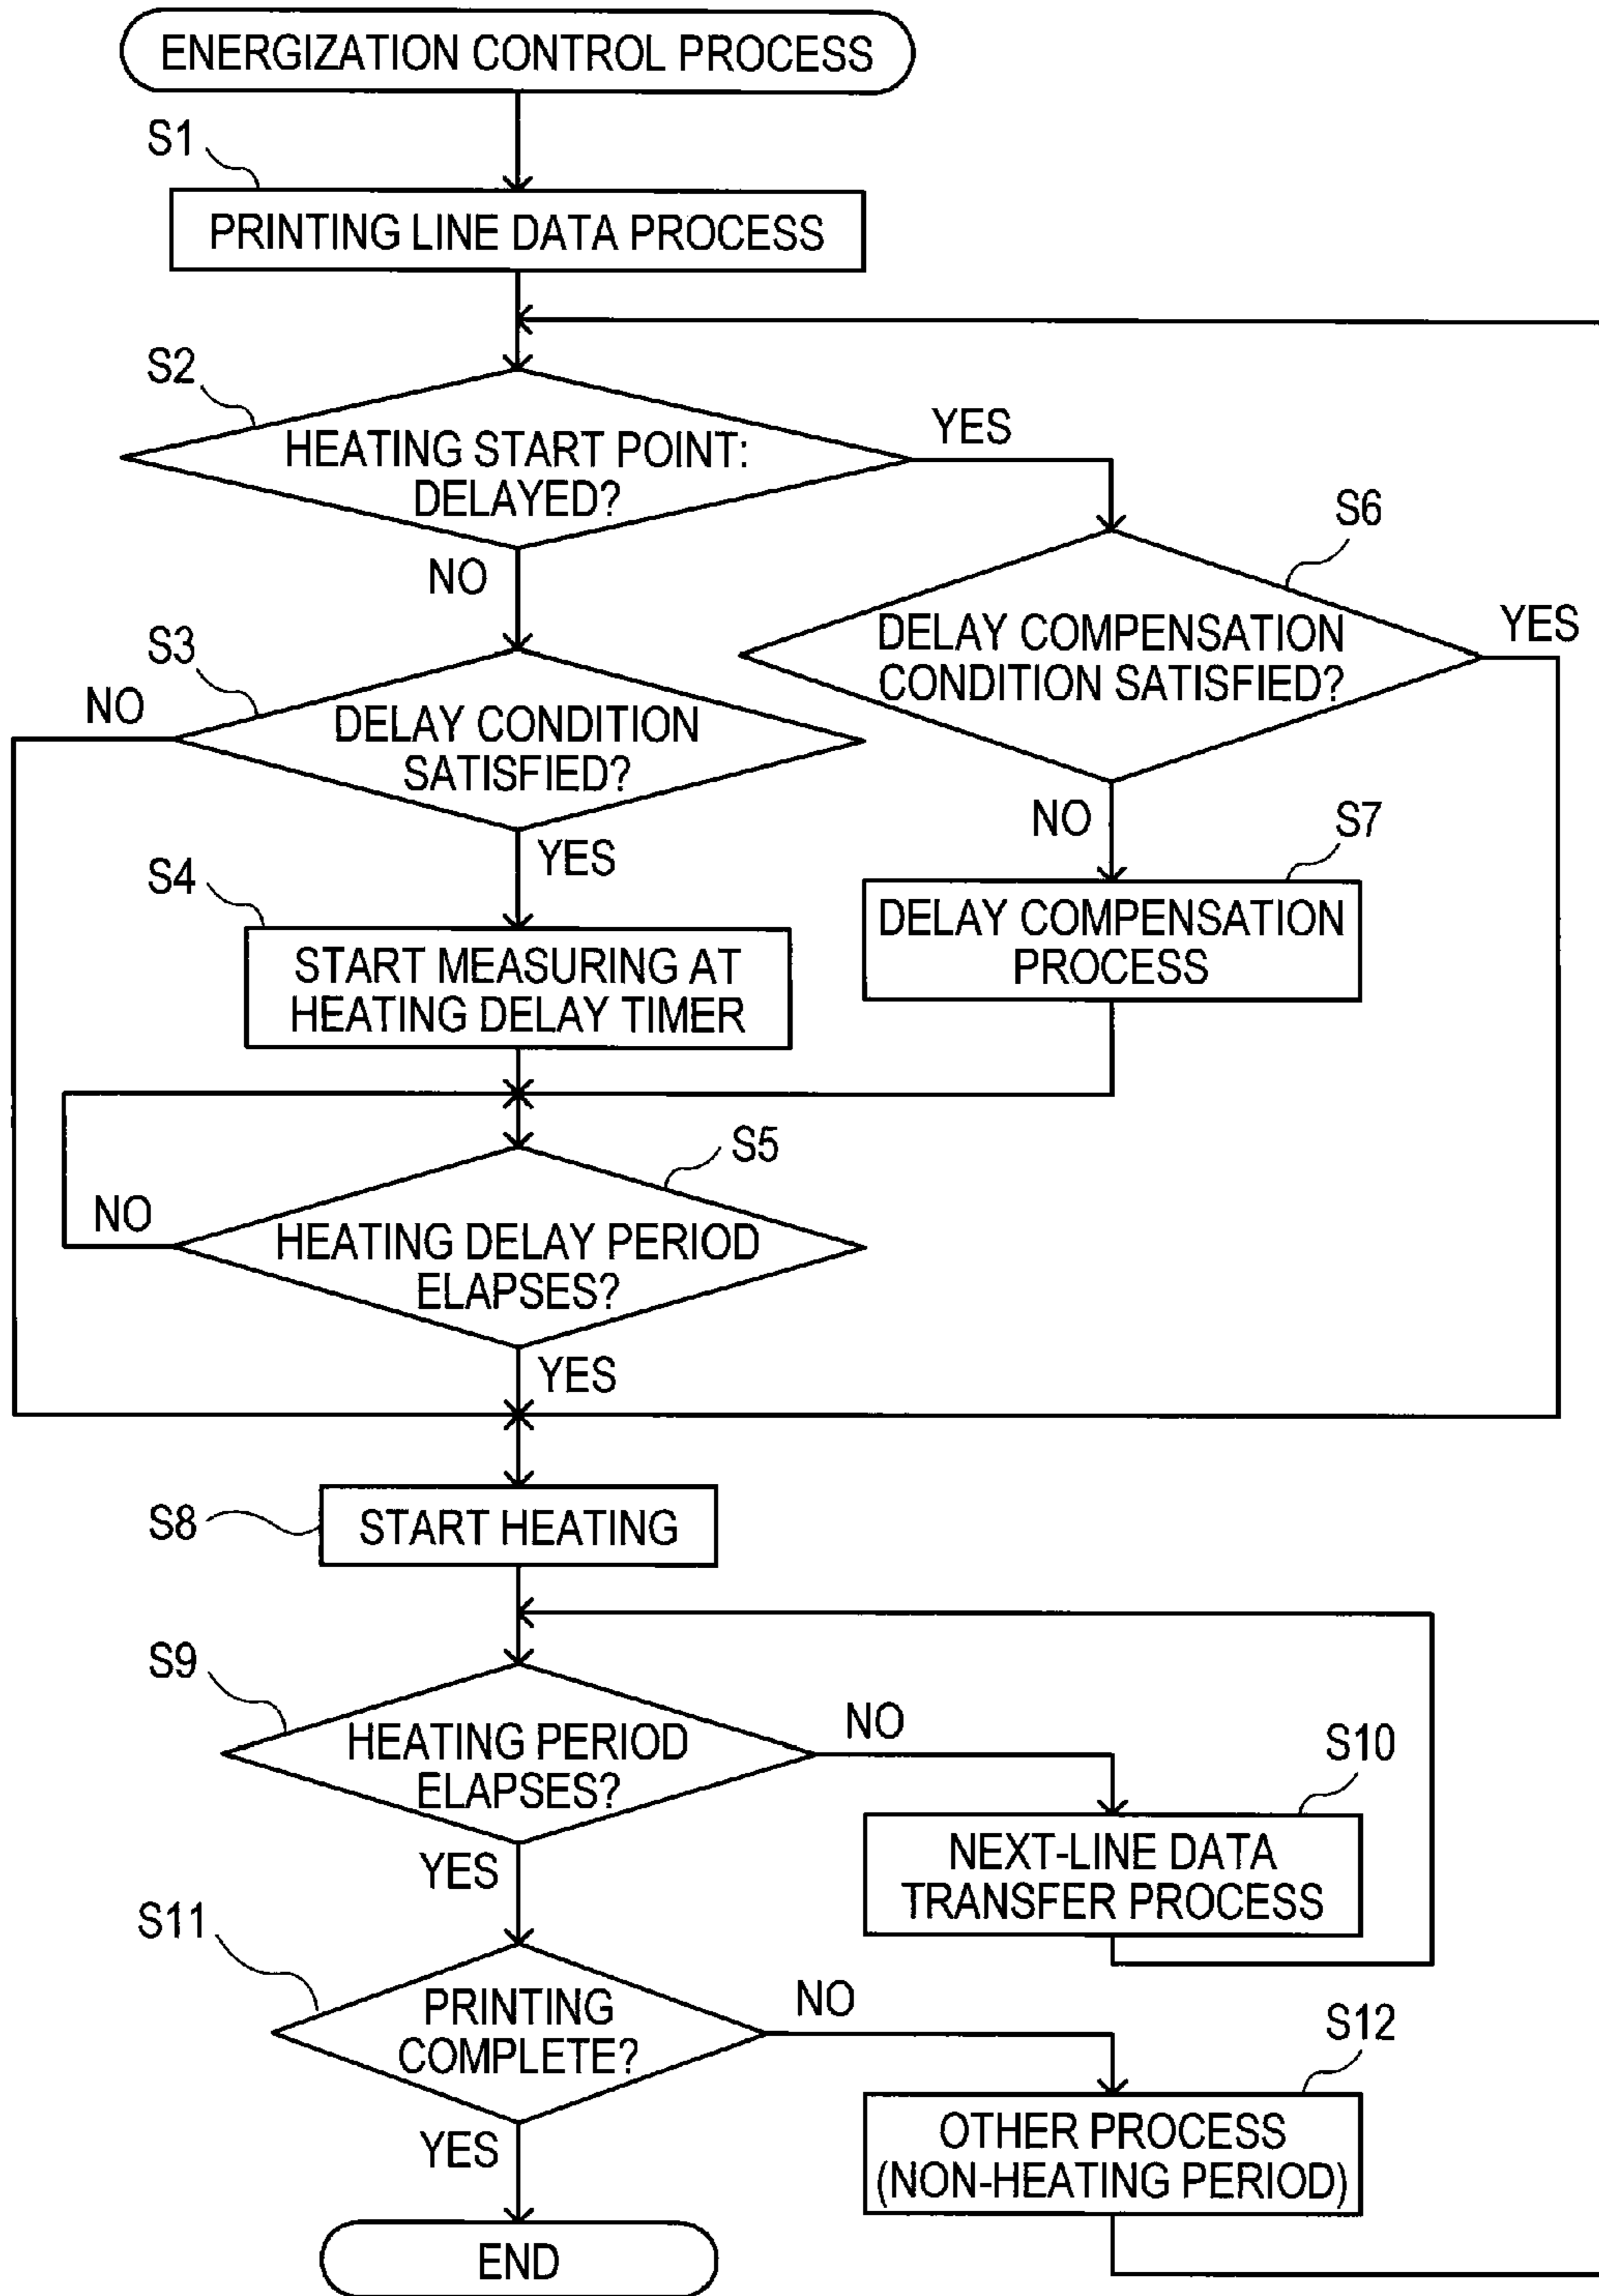 ENERGIZATION CONTROL PROCESS
S1
PRINTING LINE DATA PROCESS
S2
HEATING START POINT:
DELAYED?
YES
NO
S6
DELAY COMPENSATION
CONDITION SATISFIED?
YES
NO
S3
DELAY CONDITION
SATISFIED?
NO
YES
S7
DELAY COMPENSATION
PROCESS
S4
START MEASURING AT
HEATING DELAY TIMER
S5
HEATING DELAY PERIOD
ELAPSES?
NO
YES
S8
START HEATING
S9
HEATING PERIOD
ELAPSES?
NO
YES
S10
NEXT-LINE DATA
TRANSFER PROCESS
S11
PRINTING
COMPLETE?
NO
YES
S12
OTHER PROCESS
(NON-HEATING PERIOD)
END